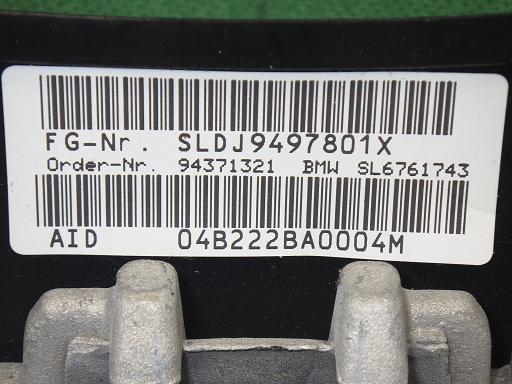 FG-Nr. SLDJ9497801X
Order-Nr. 94371321 BMW SL6761743
AID 04B222BA0004M